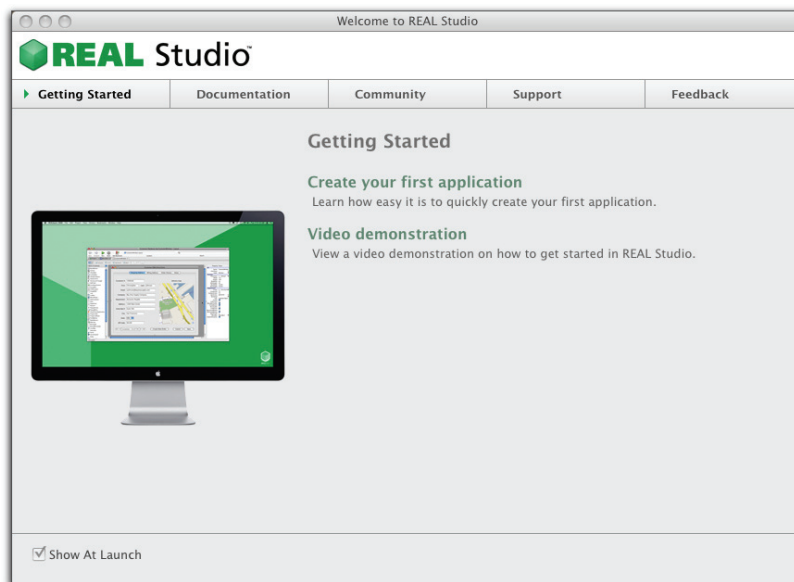 Welcome to REAL Studio
REAL Studio™
Getting Started
Documentation
Community
Support
Feedback
Getting Started
Create your first application
Learn how easy it is to quickly create your first application.
Video demonstration
View a video demonstration on how to get started in REAL Studio.
Show At Launch